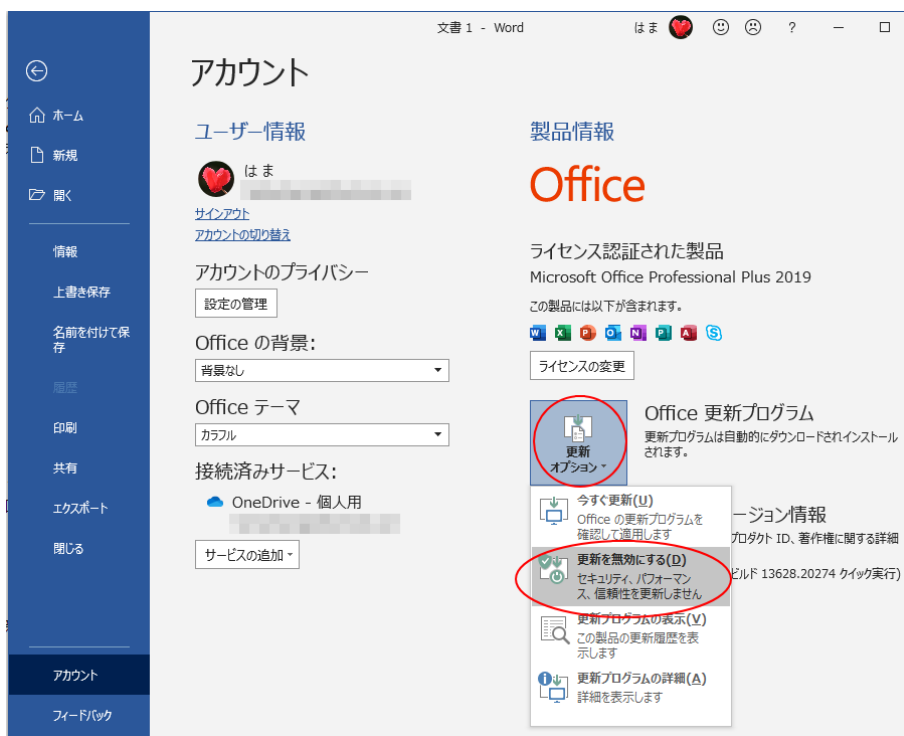 文書 1 - Word
はま
?
アカウント
ホーム
新規
開く
情報
上書き保存
名前を付けて保
存
履歴
印刷
共有
エクスポート
閉じる
アカウント
フィードバック
ユーザー情報
はま
サインアウト
アカウントの切り替え
アカウントのプライバシー
設定の管理
Office の背景:
背景なし
Office テーマ
カラフル
接続済みサービス:
OneDrive - 個人用
サービスの追加
製品情報
Office
ライセンス認証された製品
Microsoft Office Professional Plus 2019
この製品には以下が含まれます。
ライセンスの変更
更新
オプション
Office 更新プログラム
更新プログラムは自動的にダウンロードされインストール
されます。
今すぐ更新(U)
Office の更新プログラムを
確認して適用します
更新を無効にする(D)
セキュリティ、パフォーマン
ス、信頼性を更新しません
更新プログラムの表示(V)
この製品の更新履歴を表
示します
更新プログラムの詳細(A)
詳細を表示します
ージョン情報
プロダクト ID、著作権に関する詳細
ビルド 13628.20274 クイック実行)